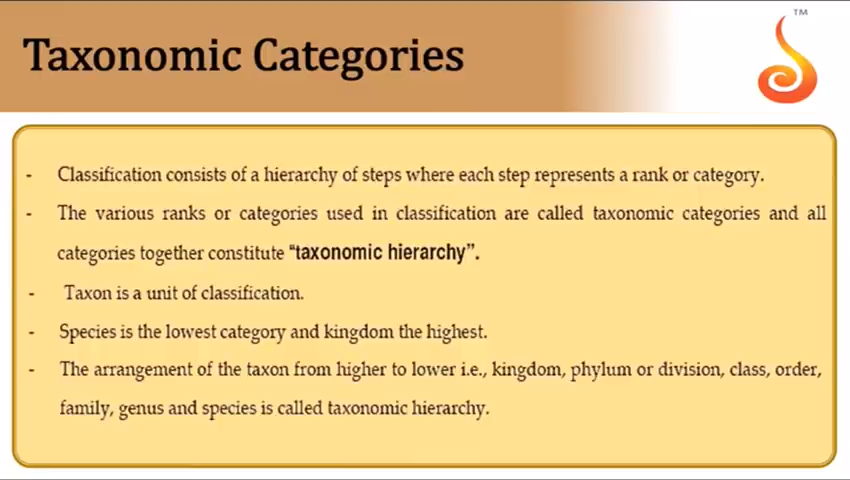 Taxonomic Categories
TM
- Classification consists of a hierarchy of steps where each step represents a rank or category.
- The various ranks or categories used in classification are called taxonomic categories and all
categories together constitute “taxonomic hierarchy”.
- Taxon is a unit of classification.
- Species is the lowest category and kingdom the highest.
- The arrangement of the taxon from higher to lower i.e., kingdom, phylum or division, class, order,
family, genus and species is called taxonomic hierarchy.